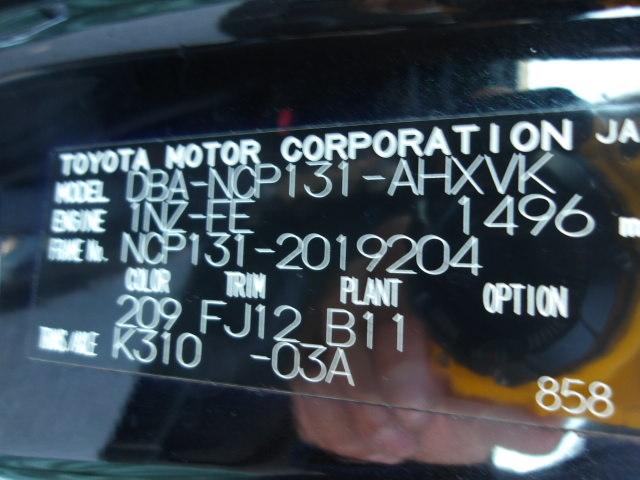 TOYOTA MOTOR CORPORATION JA
MODEL DBA-NCP131-AHXVK
ENGINE 1NZ-FE 1496 m
FRAME No. NCP131-2019204
COLOR TRIM PLANT OPTION
209 FJ12 B11
TRANS/AXLE K310 -03A
858